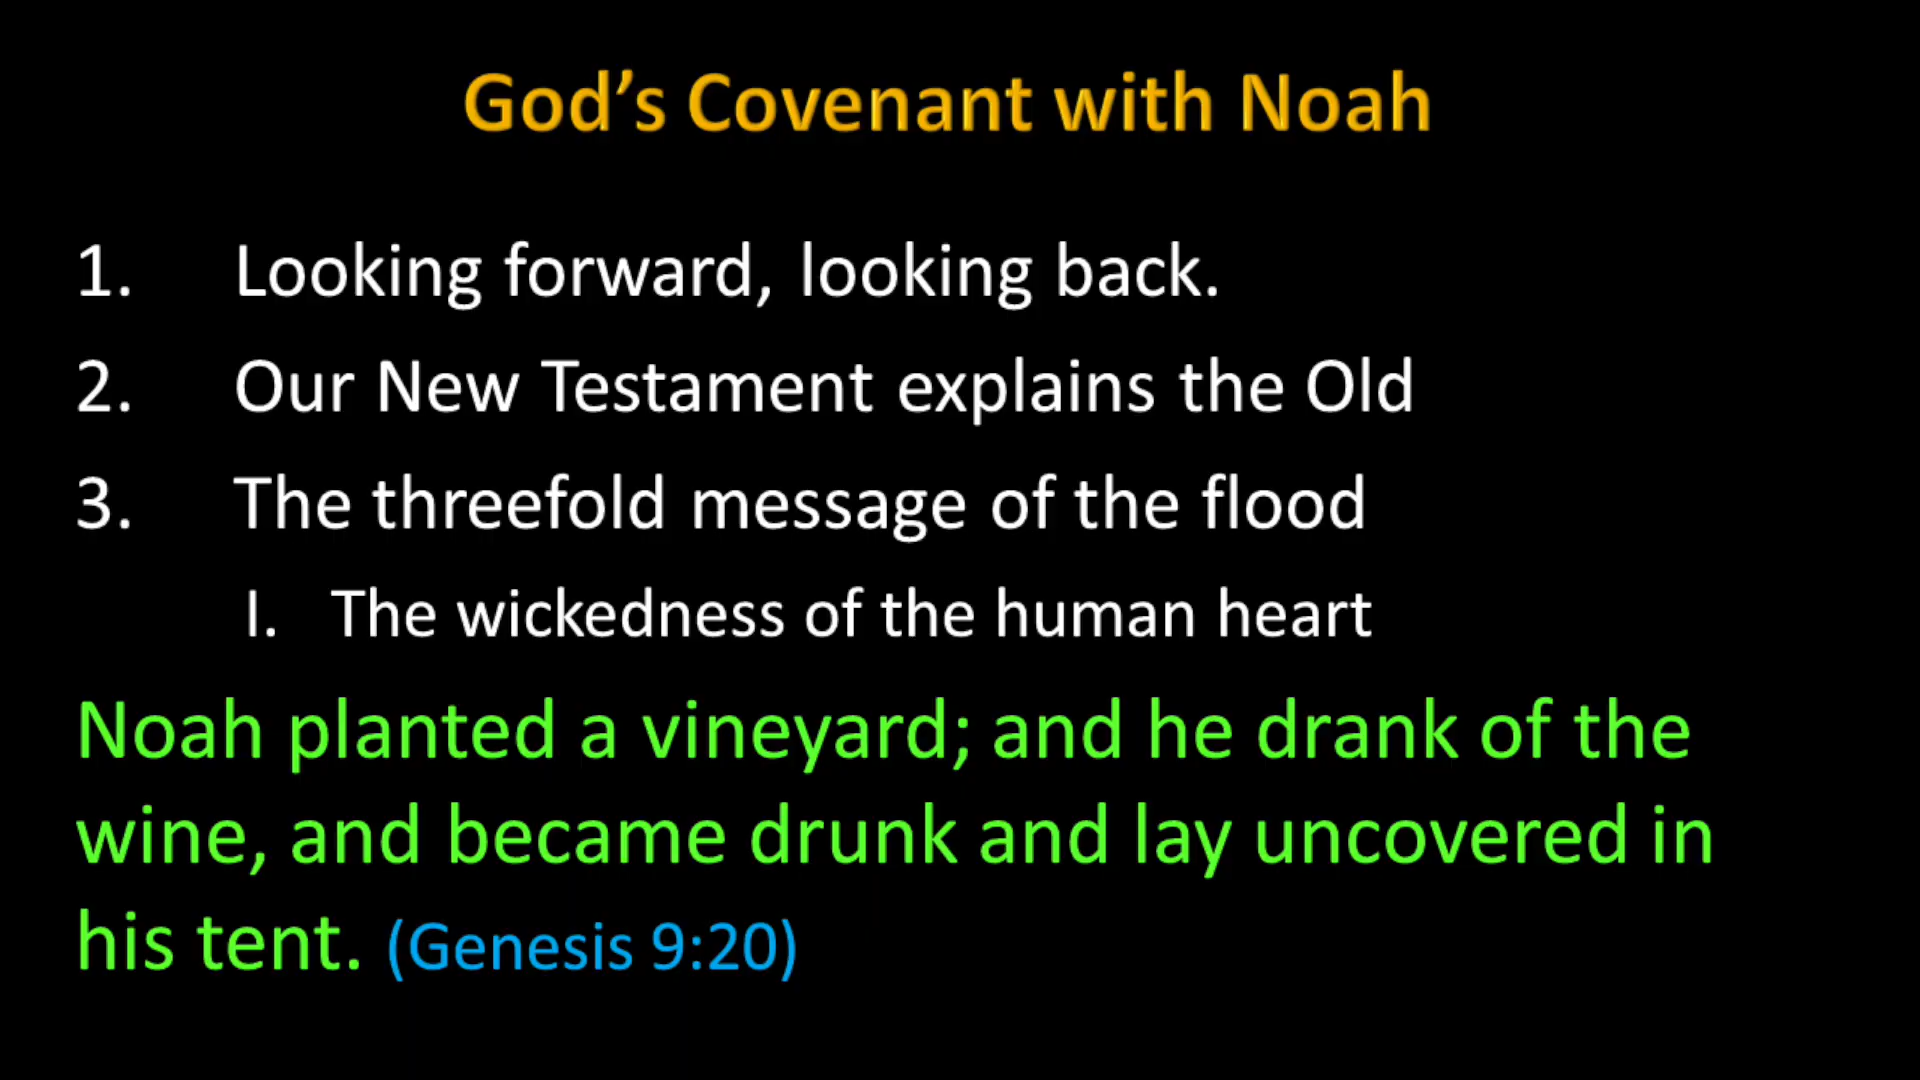 God’s Covenant with Noah
1. Looking forward, looking back.
2. Our New Testament explains the Old
3. The threefold message of the flood
I. The wickedness of the human heart
Noah planted a vineyard; and he drank of the
wine, and became drunk and lay uncovered in
his tent. (Genesis 9:20)